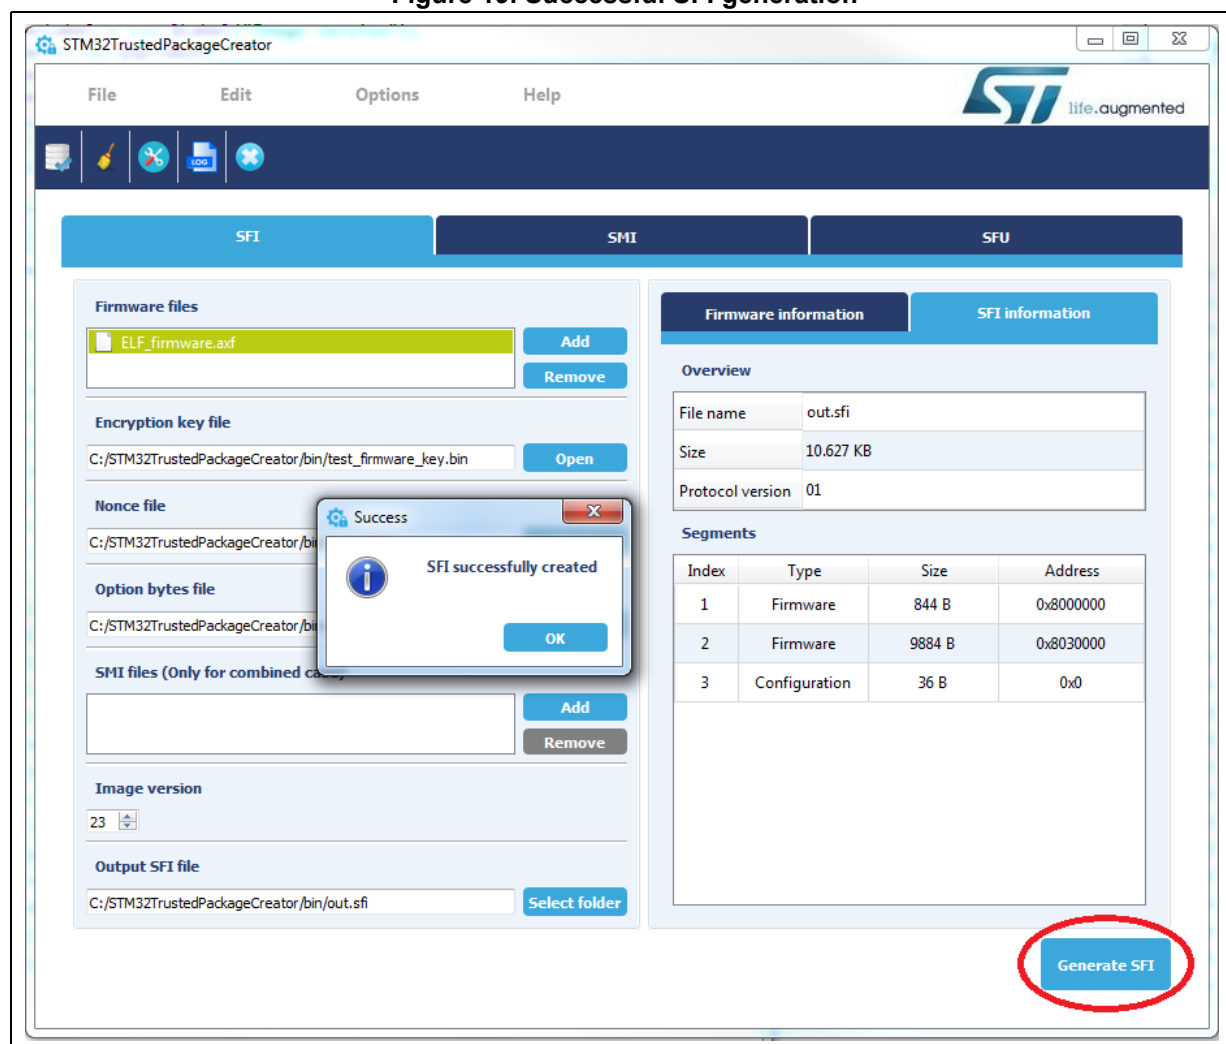 STM32TrustedPackageCreator
File Edit Options Help
life.augmented
LOG
SFI SMI SFU
Firmware files
ELF_firmware.axf
Add
Remove
Encryption key file
C:/STM32TrustedPackageCreator/bin/test_firmware_key.bin Open
Nonce file
C:/STM32TrustedPackageCreator/bi
Option bytes file
C:/STM32TrustedPackageCreator/bi
SMI files (Only for combined
Add
Remove
Image version
23
Output SFI file
C:/STM32TrustedPackageCreator/bin/out.sfi Select folder
Success
SFI successfully created
OK
Firmware information SFI information
Overview
File name out.sfi
Size 10.627 KB
Protocol version 01
Segments
Index Type Size Address
1 Firmware 844 B 0x8000000
2 Firmware 9884 B 0x8030000
3 Configuration 36 B 0x0
Generate SFI